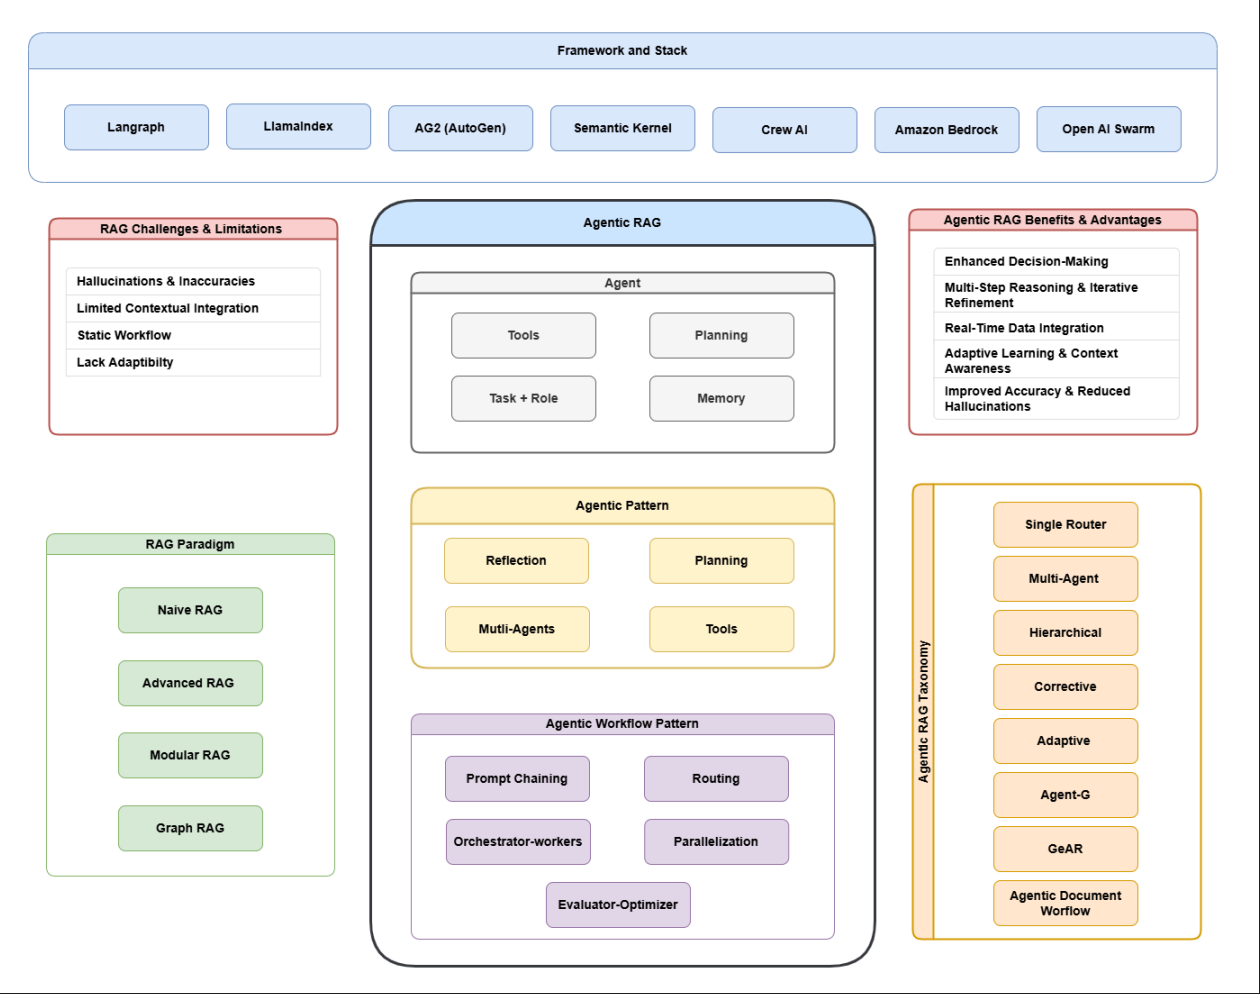 Framework and Stack
Langraph
LlamaIndex
AG2 (AutoGen)
Semantic Kernel
Crew AI
Amazon Bedrock
Open AI Swarm
RAG Challenges & Limitations
Hallucinations & Inaccuracies
Limited Contextual Integration
Static Workflow
Lack Adaptibilty
RAG Paradigm
Naive RAG
Advanced RAG
Modular RAG
Graph RAG
Agentic RAG
Agent
Tools
Planning
Task + Role
Memory
Agentic Pattern
Reflection
Planning
Mutli-Agents
Tools
Agentic Workflow Pattern
Prompt Chaining
Routing
Orchestrator-workers
Parallelization
Evaluator-Optimizer
Agentic RAG Benefits & Advantages
Enhanced Decision-Making
Multi-Step Reasoning & Iterative
Refinement
Real-Time Data Integration
Adaptive Learning & Context
Awareness
Improved Accuracy & Reduced
Hallucinations
Agentic RAG Taxonomy
Single Router
Multi-Agent
Hierarchical
Corrective
Adaptive
Agent-G
GeAR
Agentic Document
Worflow